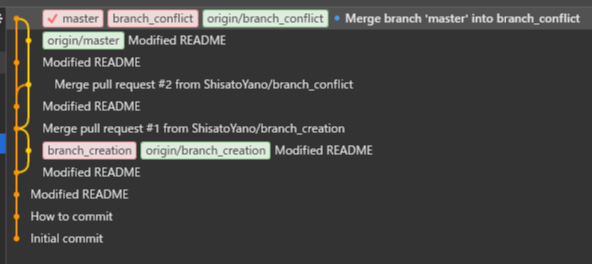 master branch_conflict origin/branch_conflict Merge branch 'master' into branch_conflict
origin/master Modified README
Modified README
Merge pull request #2 from ShisatoYano/branch_conflict
Modified README
Merge pull request #1 from ShisatoYano/branch_creation
branch_creation origin/branch_creation Modified README
Modified README
Modified README
How to commit
Initial commit